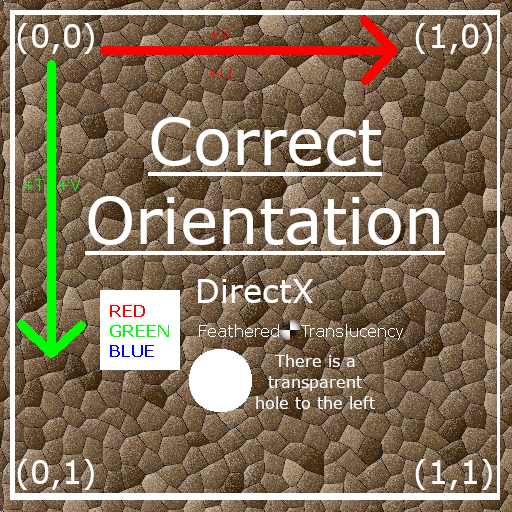 (0,0) +S (1,0)
U
Correct
+T V
Orientation
DirectX
RED
GREEN
BLUE
Feathered Translucency
There is a
transparent
hole to the left
(0,1) (1,1)